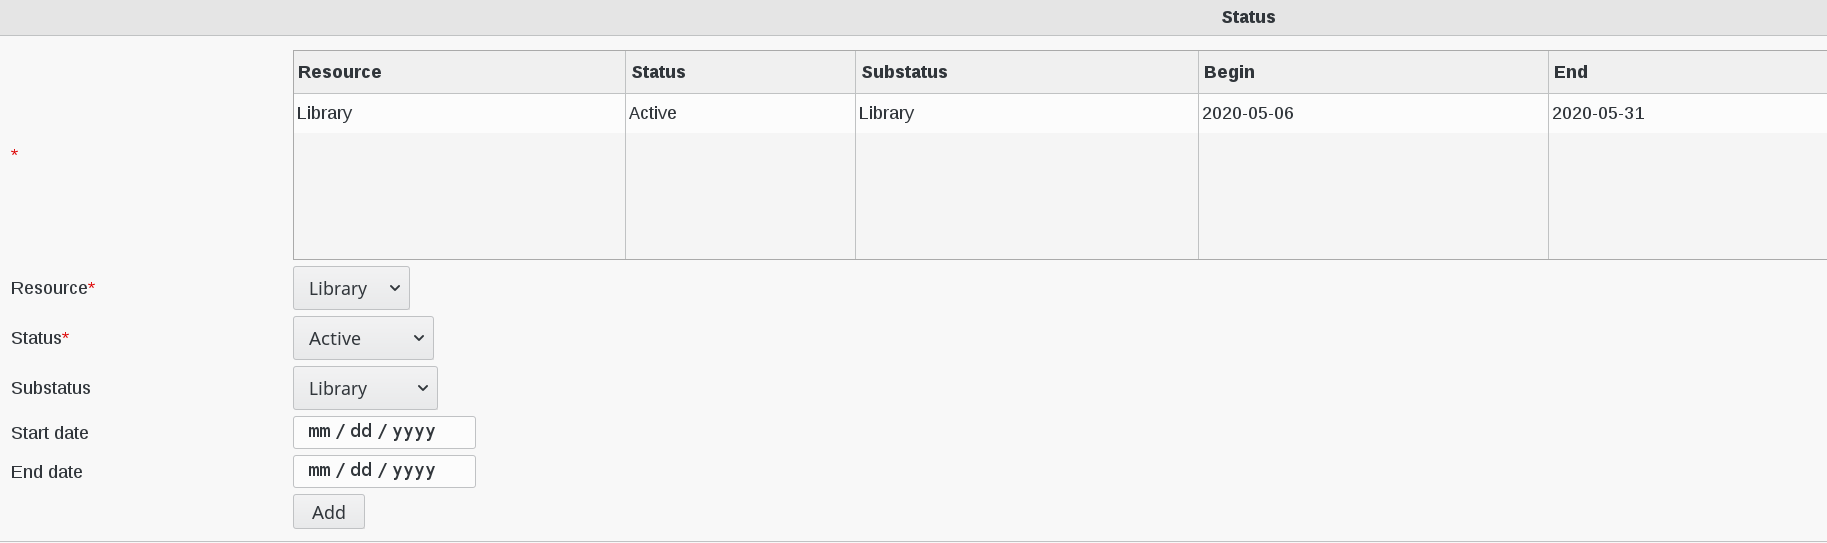 Status
Resource Status Substatus Begin End
Library Active Library 2020-05-06 2020-05-31
*
Resource* Library
Status* Active
Substatus Library
Start date mm / dd / yyyy
End date mm / dd / yyyy
Add